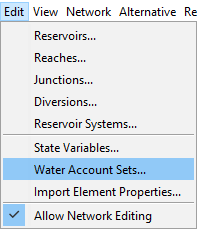 Edit View Network Alternative Re
Reservoirs...
Reaches...
Junctions...
Diversions...
Reservoir Systems...
State Variables...
Water Account Sets...
Import Element Properties...
Allow Network Editing